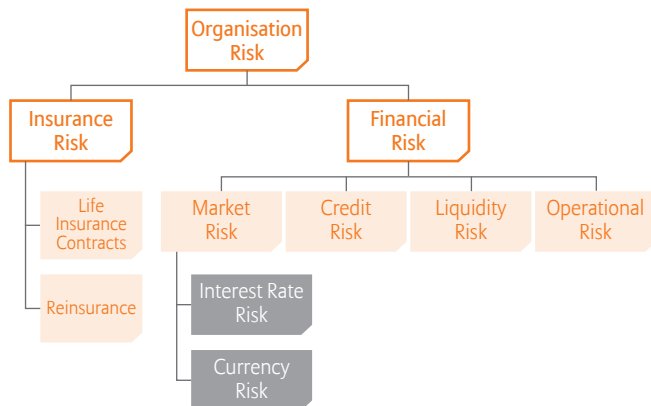 Organisation
Risk
Insurance
Risk
Financial
Risk
Life
Insurance
Contracts
Market
Risk
Credit
Risk
Liquidity
Risk
Operational
Risk
Reinsurance
Interest Rate
Risk
Currency
Risk